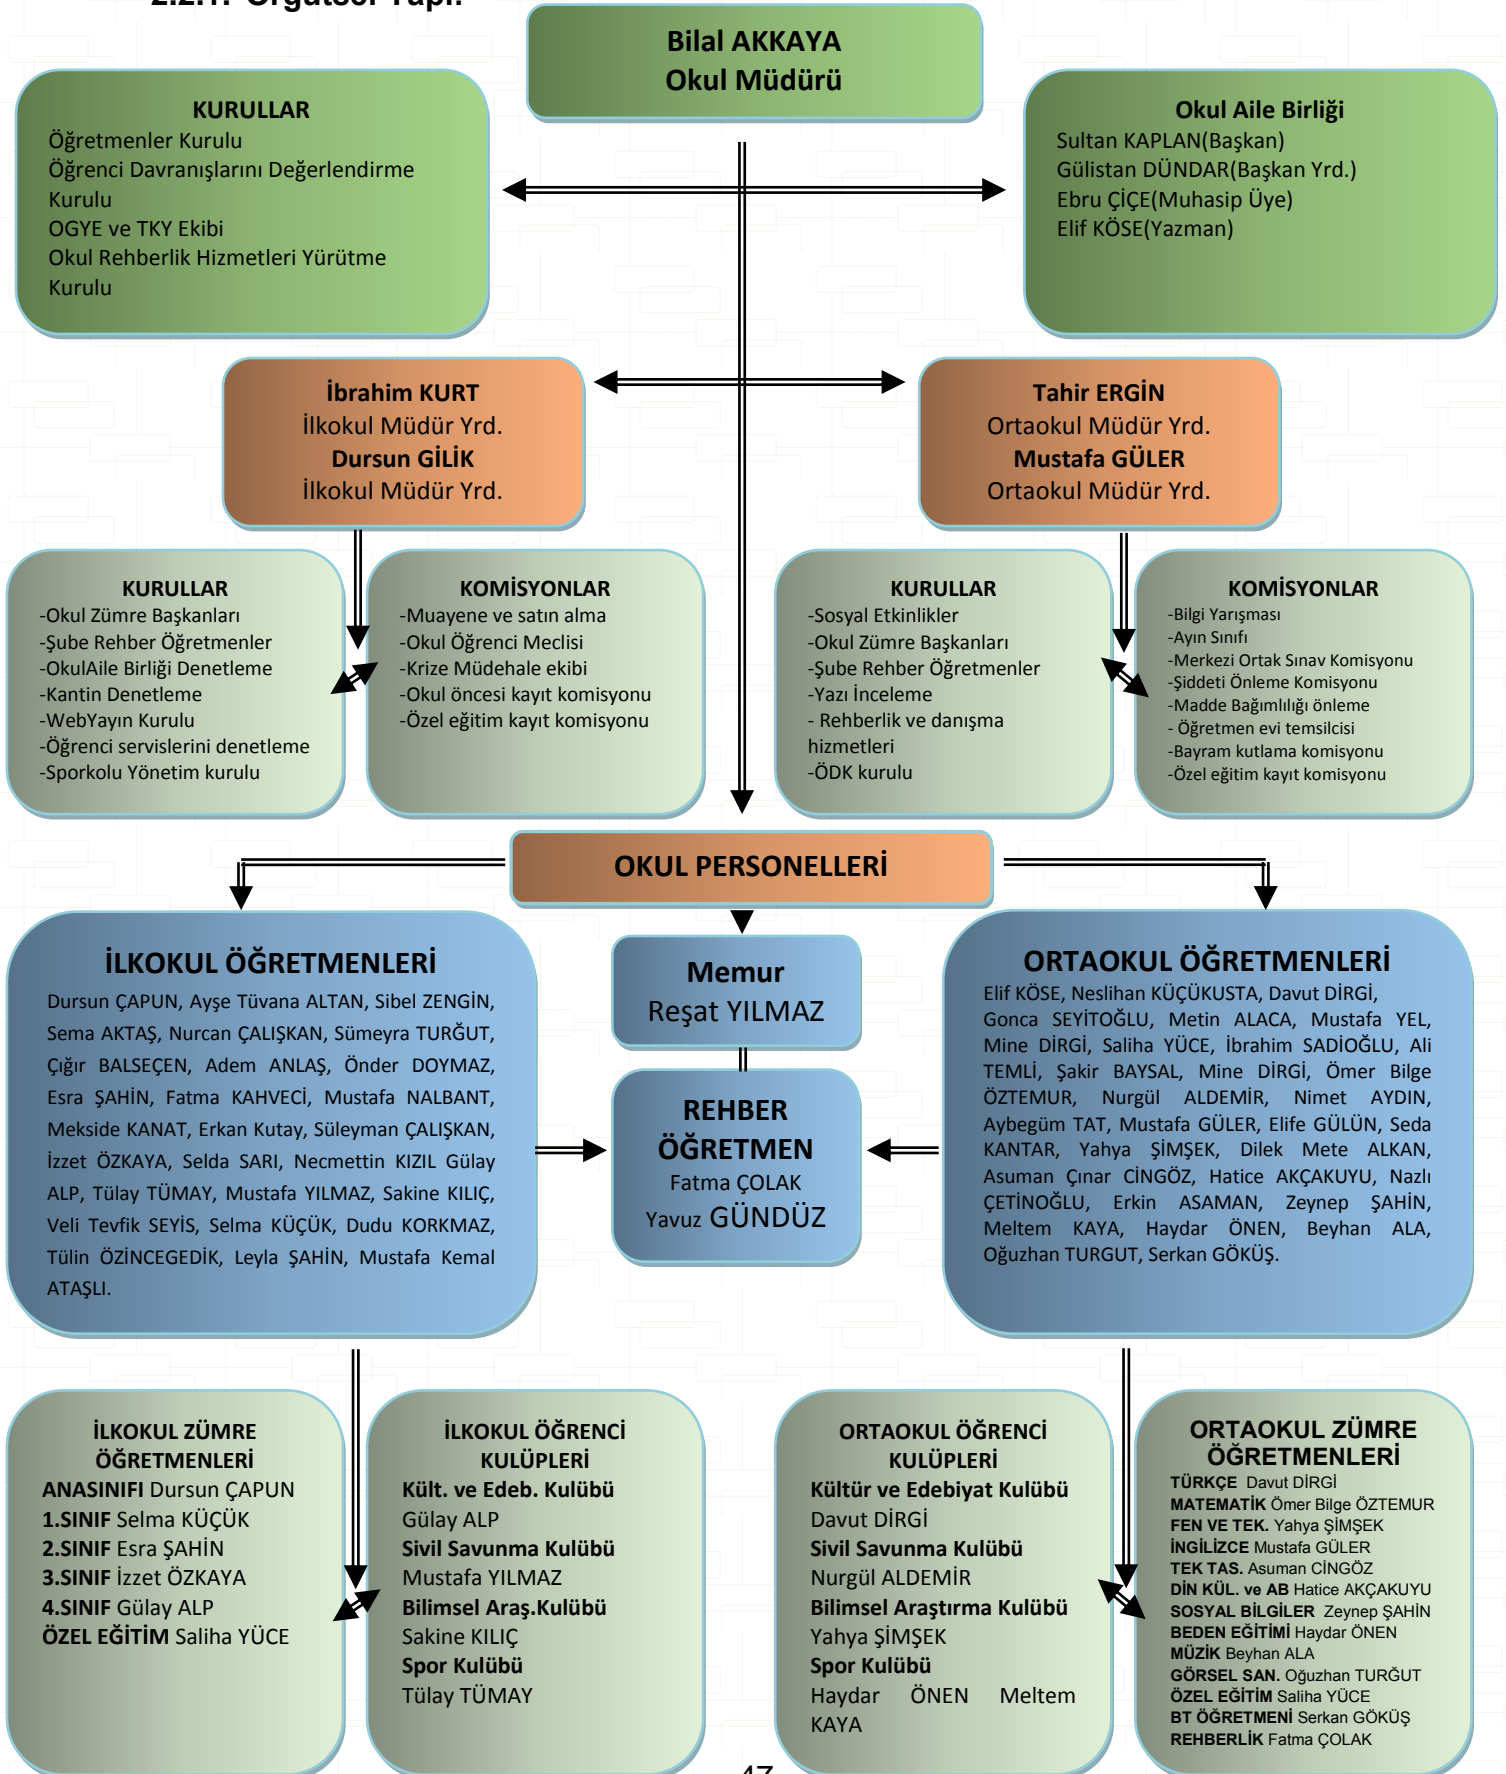 2.2.1. Örgütsel Yapı:
Bilal AKKAYA
Okul Müdürü
KURULLAR
Öğretmenler Kurulu
Öğrenci Davranışlarını Değerlendirme
Kurulu
OGYE ve TKY Ekibi
Okul Rehberlik Hizmetleri Yürütme
Kurulu
Okul Aile Birliği
Sultan KAPLAN(Başkan)
Gülistan DÜNDAR(Başkan Yrd.)
Ebru ÇİÇE(Muhasip Üye)
Elif KÖSE(Yazman)
İbrahim KURT
İlkokul Müdür Yrd.
Dursun GİLİK
İlkokul Müdür Yrd.
Tahir ERGİN
Ortaokul Müdür Yrd.
Mustafa GÜLER
Ortaokul Müdür Yrd.
KURULLAR
-Okul Zümre Başkanları
-Şube Rehber Öğretmenler
-OkulAile Birliği Denetleme
-Kantin Denetleme
-WebYayın Kurulu
-Öğrenci servislerini denetleme
-Sporkolu Yönetim kurulu
KOMİSYONLAR
-Muayene ve satın alma
-Okul Öğrenci Meclisi
-Krize Müdehale ekibi
-Okul öncesi kayıt komisyonu
-Özel eğitim kayıt komisyonu
KURULLAR
-Sosyal Etkinlikler
-Okul Zümre Başkanları
-Şube Rehber Öğretmenler
-Yazı İnceleme
- Rehberlik ve danışma
hizmetleri
-ÖDK kurulu
KOMİSYONLAR
-Bilgi Yarışması
-Ayın Sınıfı
-Merkezi Ortak Sınav Komisyonu
-Şiddeti Önleme Komisyonu
-Madde Bağımlılığı önleme
- Öğretmen evi temsilcisi
-Bayram kutlama komisyonu
-Özel eğitim kayıt komisyonu
OKUL PERSONELLERİ
İLKOKUL ÖĞRETMENLERİ
Dursun ÇAPUN, Ayşe Tüvana ALTAN, Sibel ZENGİN,
Sema AKTAŞ, Nurcan ÇALIŞKAN, Sümeyra TURĞUT,
Çığır BALSEÇEN, Adem ANLAŞ, Önder DOYMAZ,
Esra ŞAHİN, Fatma KAHVECİ, Mustafa NALBANT,
Mekside KANAT, Erkan Kutay, Süleyman ÇALIŞKAN,
İzzet ÖZKAYA, Selda SARI, Necmettin KIZIL Gülay
ALP, Tülay TÜMAY, Mustafa YILMAZ, Sakine KILIÇ,
Veli Tevfik SEYİS, Selma KÜÇÜK, Dudu KORKMAZ,
Tülin ÖZİNCEGEDİK, Leyla ŞAHİN, Mustafa Kemal
ATAŞLI.
Memur
Reşat YILMAZ
REHBER
ÖĞRETMEN
Fatma ÇOLAK
Yavuz GÜNDÜZ
ORTAOKUL ÖĞRETMENLERİ
Elif KÖSE, Neslihan KÜÇÜKUSTA, Davut DİRGİ,
Gonca SEYİTOĞLU, Metin ALACA, Mustafa YEL,
Mine DİRGİ, Saliha YÜCE, İbrahim SADİOĞLU, Ali
TEMLİ, Şakir BAYSAL, Mine DİRGİ, Ömer Bilge
ÖZTEMUR, Nurgül ALDEMİR, Nimet AYDIN,
Aybegüm TAT, Mustafa GÜLER, Elife GÜLÜN, Seda
KANTAR, Yahya ŞİMŞEK, Dilek Mete ALKAN,
Asuman Çınar CİNGÖZ, Hatice AKÇAKUYU, Nazlı
ÇETİNOĞLU, Erkin ASAMAN, Zeynep ŞAHİN,
Meltem KAYA, Haydar ÖNEN, Beyhan ALA,
Oğuzhan TURGUT, Serkan GÖKÜŞ.
İLKOKUL ZÜMRE
ÖĞRETMENLERİ
ANASINIFI Dursun ÇAPUN
1.SINIF Selma KÜÇÜK
2.SINIF Esra ŞAHİN
3.SINIF İzzet ÖZKAYA
4.SINIF Gülay ALP
ÖZEL EĞİTİM Saliha YÜCE
İLKOKUL ÖĞRENCİ
KULÜPLERİ
Kült. ve Edeb. Kulübü
Gülay ALP
Sivil Savunma Kulübü
Mustafa YILMAZ
Bilimsel Araş.Kulübü
Sakine KILIÇ
Spor Kulübü
Tülay TÜMAY
ORTAOKUL ÖĞRENCİ
KULÜPLERİ
Kültür ve Edebiyat Kulübü
Davut DİRGİ
Sivil Savunma Kulübü
Nurgül ALDEMİR
Bilimsel Araştırma Kulübü
Yahya ŞİMŞEK
Spor Kulübü
Haydar ÖNEN Meltem
KAYA
ORTAOKUL ZÜMRE
ÖĞRETMENLERİ
TÜRKÇE Davut DİRGİ
MATEMATİK Ömer Bilge ÖZTEMUR
FEN VE TEK. Yahya ŞİMŞEK
İNGİLİZCE Mustafa GÜLER
TEK TAS. Asuman CİNGÖZ
DİN KÜL. ve AB Hatice AKÇAKUYU
SOSYAL BİLGİLER Zeynep ŞAHİN
BEDEN EĞİTİMİ Haydar ÖNEN
MÜZİK Beyhan ALA
GÖRSEL SAN. Oğuzhan TURĞUT
ÖZEL EĞİTİM Saliha YÜCE
BT ÖĞRETMENİ Serkan GÖKÜŞ
REHBERLİK Fatma ÇOLAK
47